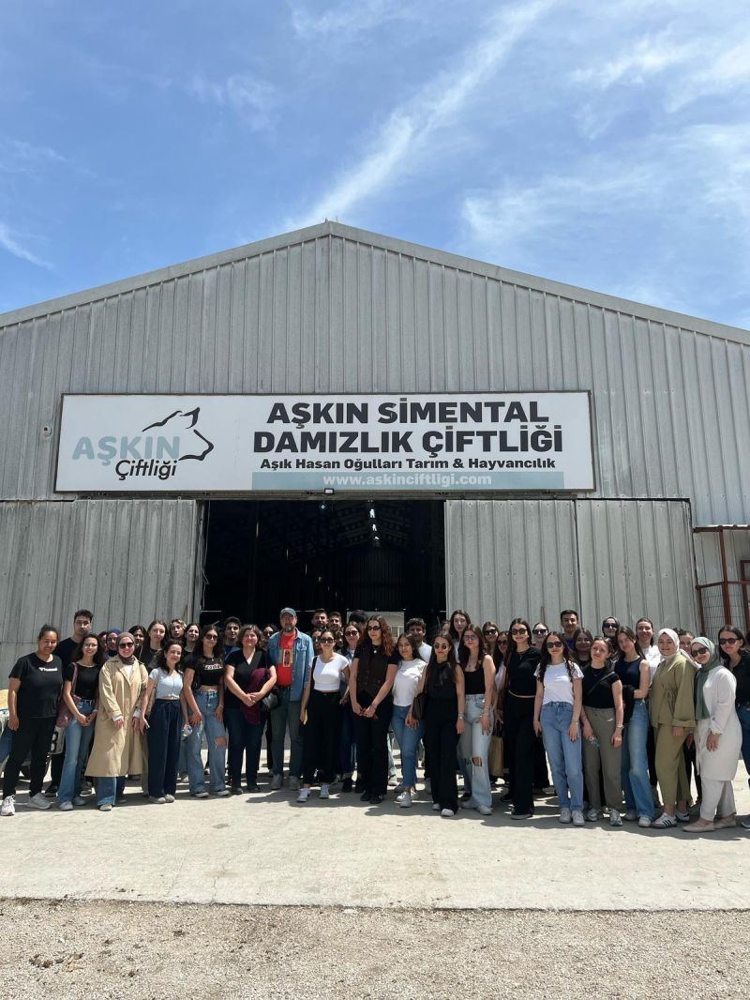 AŞKIN
Çiftliği
AŞKIN SİMENTAL
DAMIZLIK ÇİFTLİĞİ
Aşık Hasan Oğulları Tarım & Hayvancılık
www.askinciftligi.com